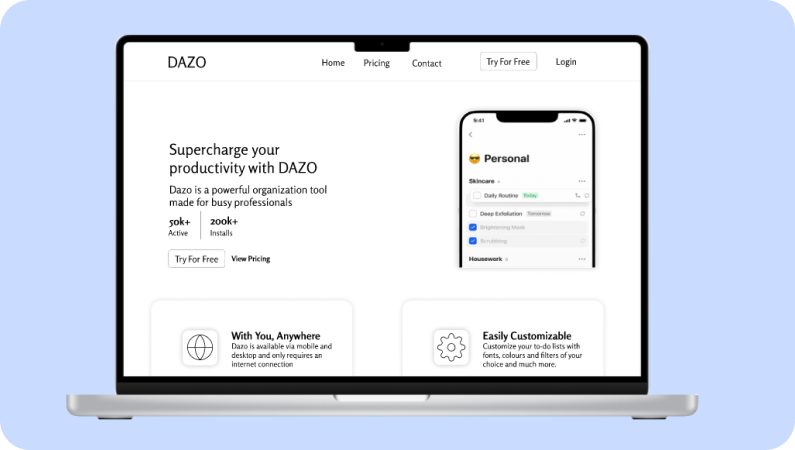 DAZO
Home
Pricing
Contact
Try For Free
Login
Supercharge your
productivity with DAZO
Dazo is a powerful organization tool
made for busy professionals
50k+
Active
200k+
Installs
Try For Free
View Pricing
9:41
Personal
Skincare
Daily Routine Today
Deep Exfoliation Tomorrow
Brightening Mask
Scrubbing
Housework
With You, Anywhere
Dazo is available via mobile and
desktop and only requires an
internet connection
Easily Customizable
Customize your to-do lists with
fonts, colours and filters of your
choice and much more.